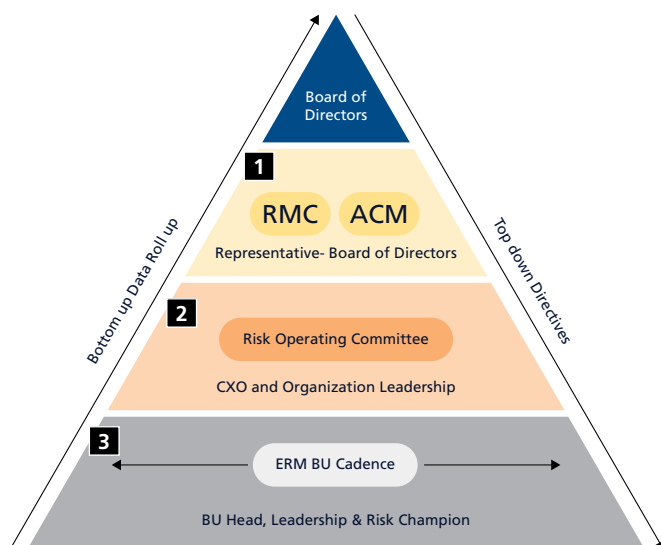 Board of
Directors
1
RMC
ACM
Representative- Board of Directors
Bottom up Data Roll up
Top down Directives
2
Risk Operating Committee
CXO and Organization Leadership
3
ERM BU Cadence
BU Head, Leadership & Risk Champion